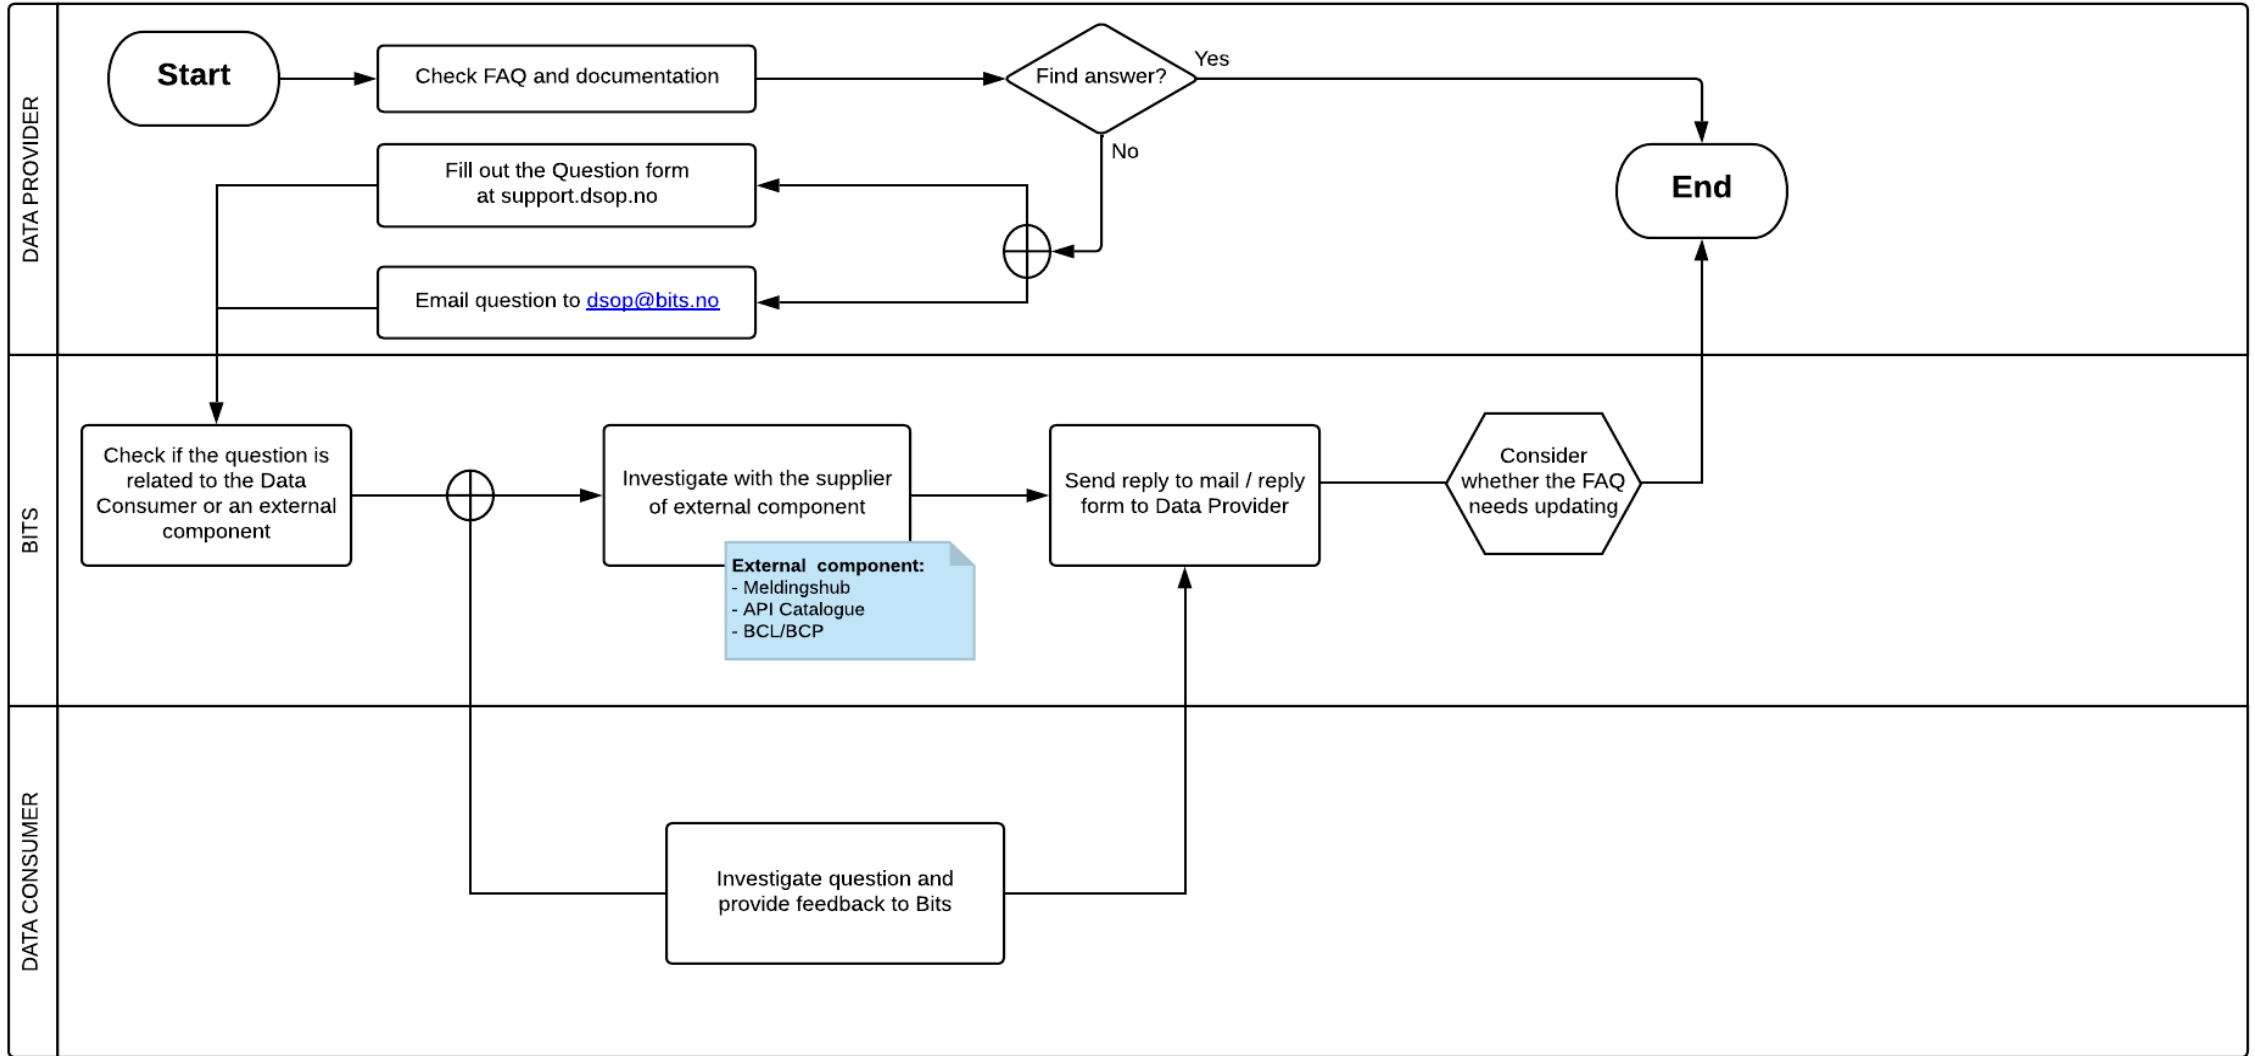 DATA PROVIDER
Start
Check FAQ and documentation
Find answer?
Yes
No
Fill out the Question form
at support.dsop.no
Email question to dsop@bits.no
End
BITS
Check if the question is
related to the Data
Consumer or an external
component
Investigate with the supplier
of external component
External component:
- Meldingshub
- API Catalogue
- BCL/BCP
Send reply to mail / reply
form to Data Provider
Consider
whether the FAQ
needs updating
DATA CONSUMER
Investigate question and
provide feedback to Bits